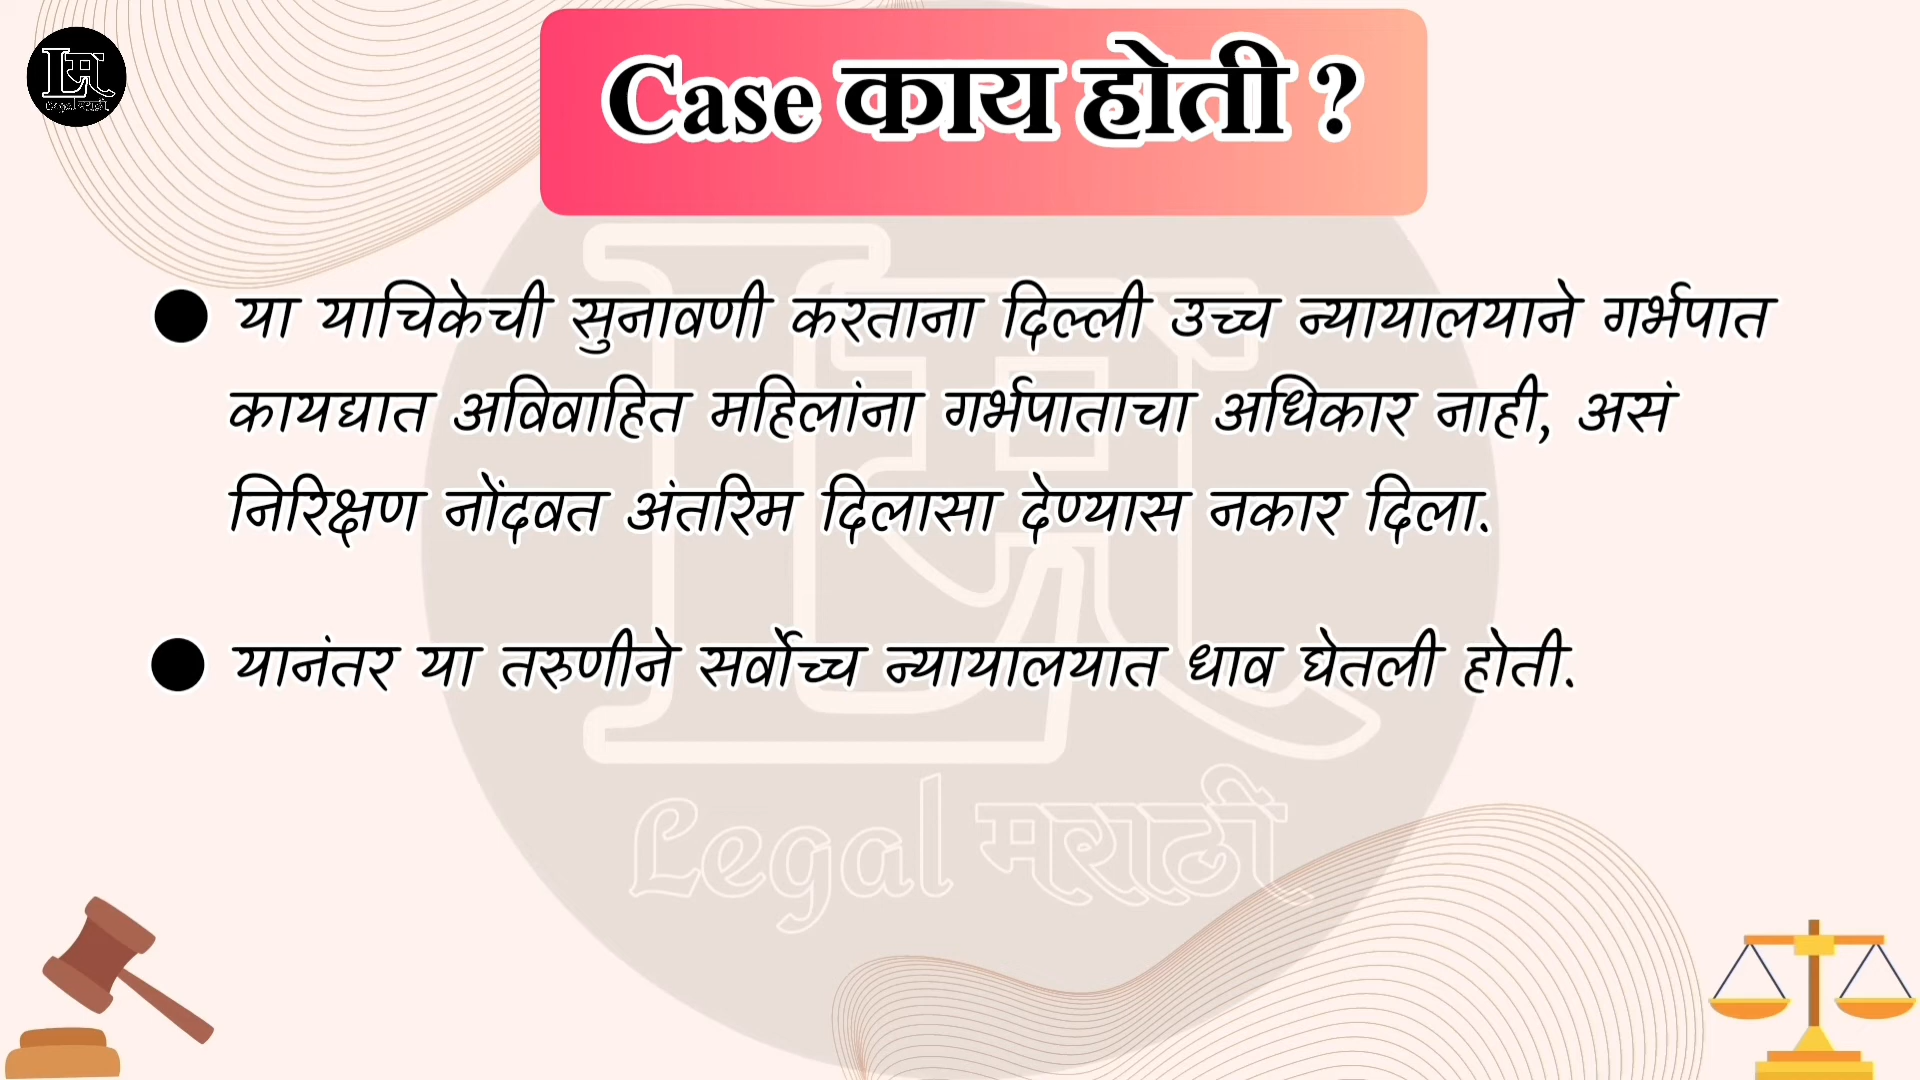 Case काय होती ?
● या याचिकेची सुनावणी करताना दिल्ली उच्च न्यायालयाने गर्भपात
कायद्यात अविवाहित महिलांना गर्भपाताचा अधिकार नाही, असं
निरिक्षण नोंदवत अंतरिम दिलासा देण्यास नकार दिला.
● यानंतर या तरुणीने सर्वोच्च न्यायालयात धाव घेतली होती.
Legal मराठी